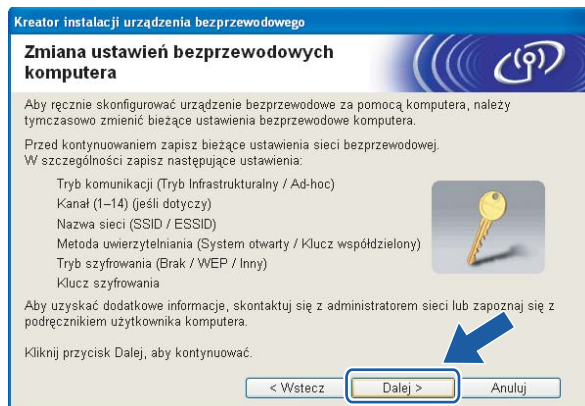 Kreator instalacji urządzenia bezprzewodowego
Zmiana ustawień bezprzewodowych
komputera
Aby ręcznie skonfigurować urządzenie bezprzewodowe za pomocą komputera, należy
tymczasowo zmienić bieżące ustawienia bezprzewodowe komputera.
Przed kontynuowaniem zapisz bieżące ustawienia sieci bezprzewodowej.
W szczególności zapisz następujące ustawienia:
Tryb komunikacji (Tryb Infrastrukturalny / Ad-hoc)
Kanał (1–14) (jeśli dotyczy)
Nazwa sieci (SSID / ESSID)
Metoda uwierzytelniania (System otwarty / Klucz współdzielony)
Tryb szyfrowania (Brak / WEP / Inny)
Klucz szyfrowania
Aby uzyskać dodatkowe informacje, skontaktuj się z administratorem sieci lub zapoznaj się z
podręcznikiem użytkownika komputera.
Kliknij przycisk Dalej, aby kontynuować.
< Wstecz Dalej > Anuluj